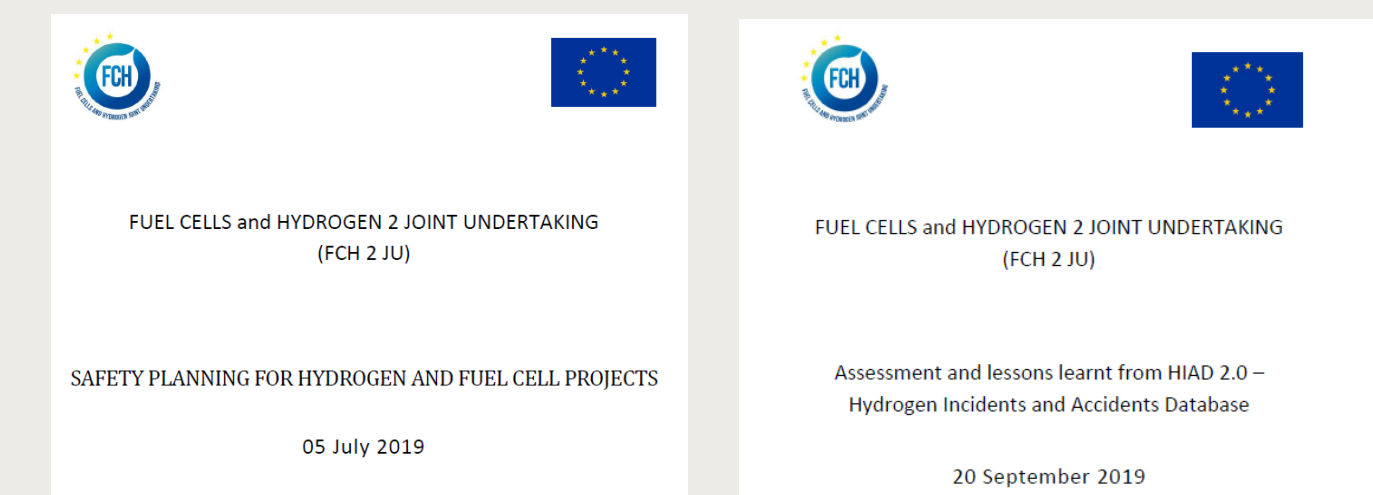 FCH
FUEL CELLS AND HYDROGEN JOINT UNDERTAKING
FUEL CELLS and HYDROGEN 2 JOINT UNDERTAKING
(FCH 2 JU)
SAFETY PLANNING FOR HYDROGEN AND FUEL CELL PROJECTS
05 July 2019
FCH
FUEL CELLS AND HYDROGEN JOINT UNDERTAKING
FUEL CELLS and HYDROGEN 2 JOINT UNDERTAKING
(FCH 2 JU)
Assessment and lessons learnt from HIAD 2.0 –
Hydrogen Incidents and Accidents Database
20 September 2019